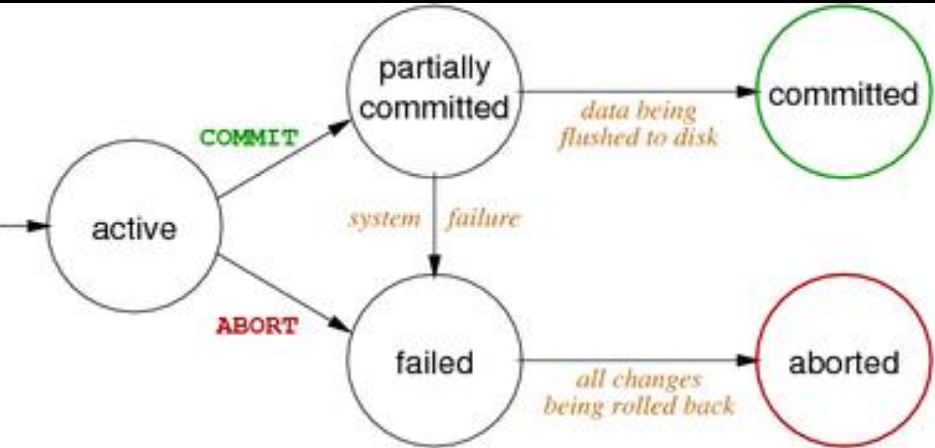 partially
committed
committed
data being
flushed to disk
COMMIT
active
system failure
ABORT
failed
aborted
all changes
being rolled back